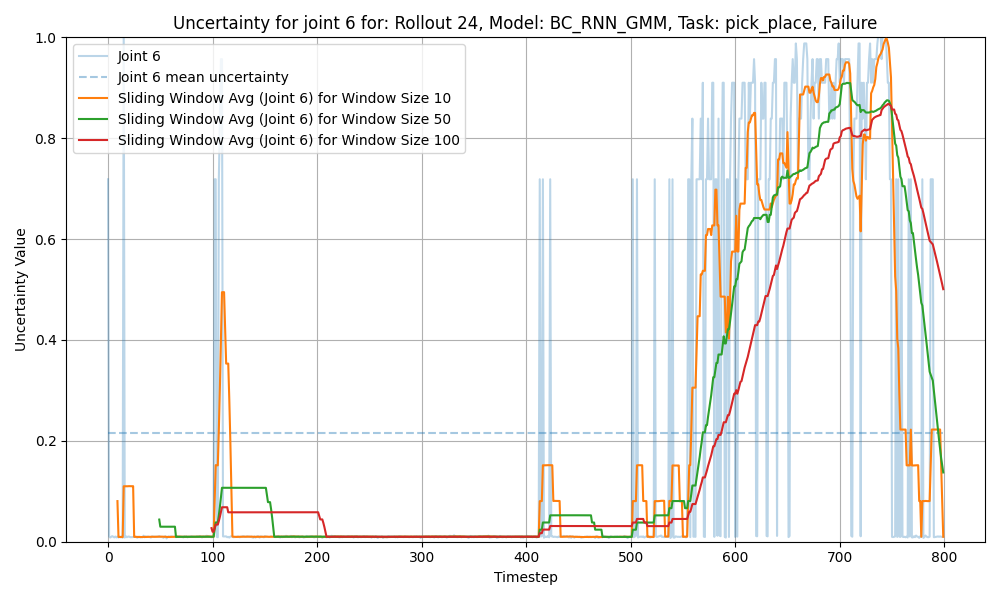 Uncertainty for joint 6 for: Rollout 24, Model: BC_RNN_GMM, Task: pick_place, Failure
Joint 6
Joint 6 mean uncertainty
Sliding Window Avg (Joint 6) for Window Size 10
Sliding Window Avg (Joint 6) for Window Size 50
Sliding Window Avg (Joint 6) for Window Size 100
Uncertainty Value
1.0
0.8
0.6
0.4
0.2
0.0
0 100 200 300 400 500 600 700 800
Timestep